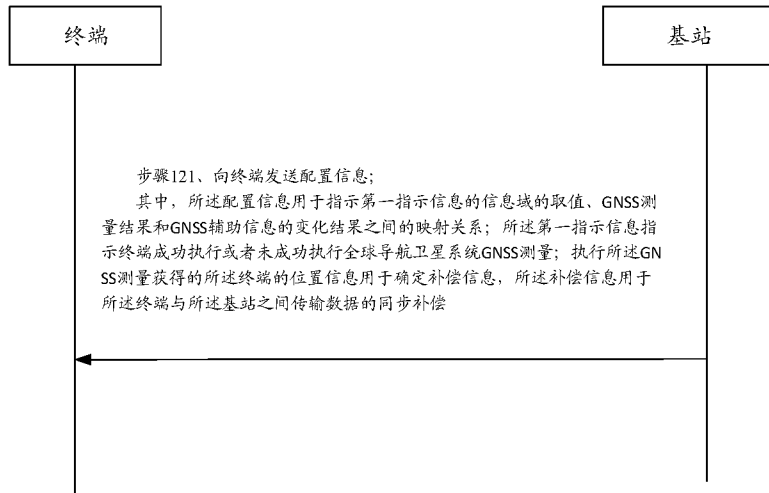 终端
基站
步骤121、向终端发送配置信息;
其中，所述配置信息用于指示第一指示信息的信息域的取值、GNSS测
量结果和GNSS辅助信息的变化结果之间的映射关系；所述第一指示信息指
示终端成功执行或者未成功执行全球导航卫星系统GNSS测量；执行所述GN
SS测量获得的所述终端的位置信息用于确定补偿信息，所述补偿信息用于
所述终端与所述基站之间传输数据的同步补偿